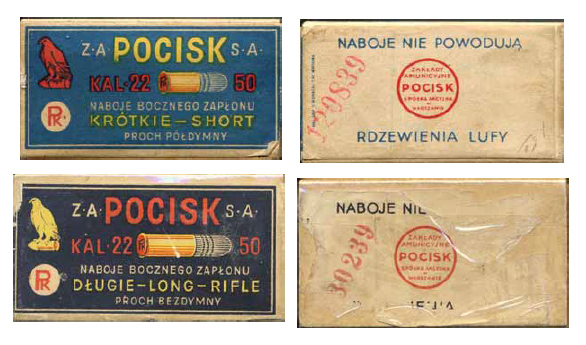 Z·A· POCISK S·A·
KAL·22 50
NABOJE BOCZNEGO ZAPŁONU
KRÓTKIE–SHORT
PROCH PÓŁDYMNY
NABOJE NIE POWODUJĄ
ZAKŁADY
AMUNICYJNE
POCISK
SPÓŁKA AKCYJNA
W
WARSZAWIE
RDZEWIENIA LUFY
Z·A· POCISK S·A·
KAL·22 50
NABOJE BOCZNEGO ZAPŁONU
DŁUGIE–LONG–RIFLE
PROCH BEZDYMNY
NABOJE NIE
30239
ZAKŁADY
AMUNICYJNE
POCISK
SPÓŁKA AKCYJNA
W
WARSZAWIE